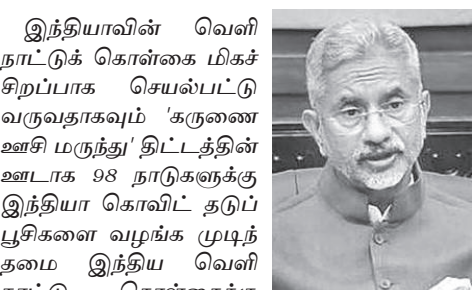 இந்தியாவின் வெளி
நாட்டுக் கொள்கை மிகச்
சிறப்பாக செயல்பட்டு
வருவதாகவும் 'கருணை
ஊசி மருந்து' திட்டத்தின்
ஊடாக 98 நாடுகளுக்கு
இந்தியா கொவிட் தடுப்
பூசிகளை வழங்க முடிந்
தமை இந்திய வெளி